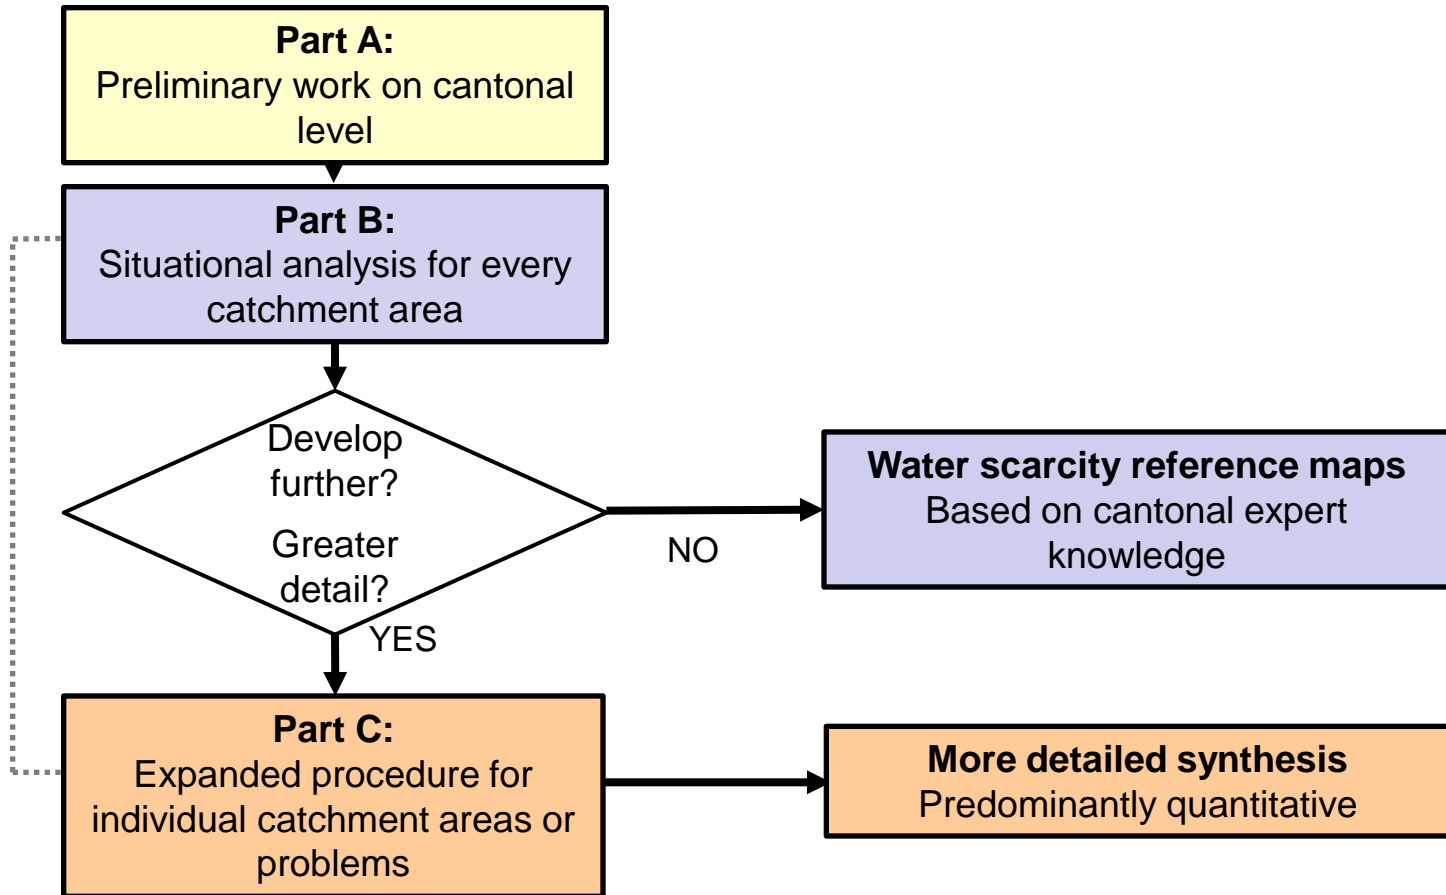 Part A:
Preliminary work on cantonal
level
Part B:
Situational analysis for every
catchment area
Develop
further?
Greater
detail?
NO
Water scarcity reference maps
Based on cantonal expert
knowledge
YES
Part C:
Expanded procedure for
individual catchment areas or
problems
More detailed synthesis
Predominantly quantitative